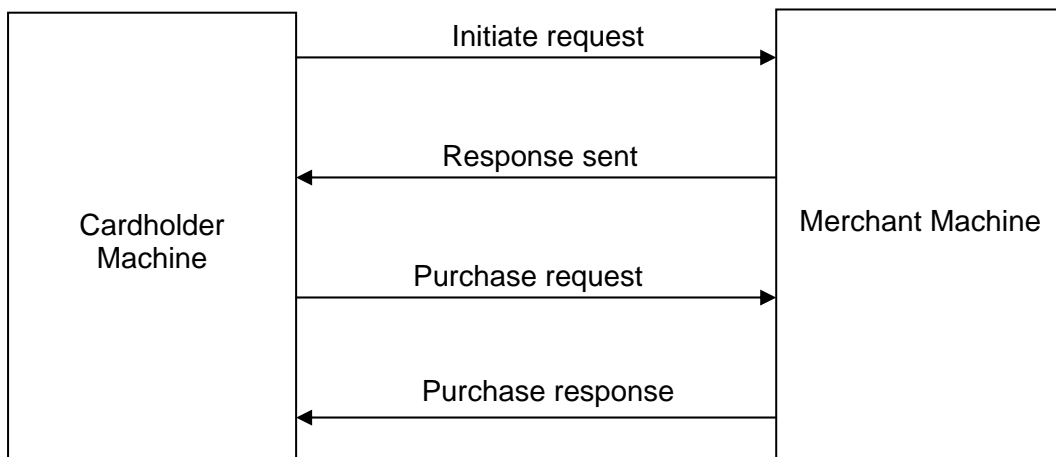 Initiate request
Response sent
Cardholder
Machine
Merchant Machine
Purchase request
Purchase response